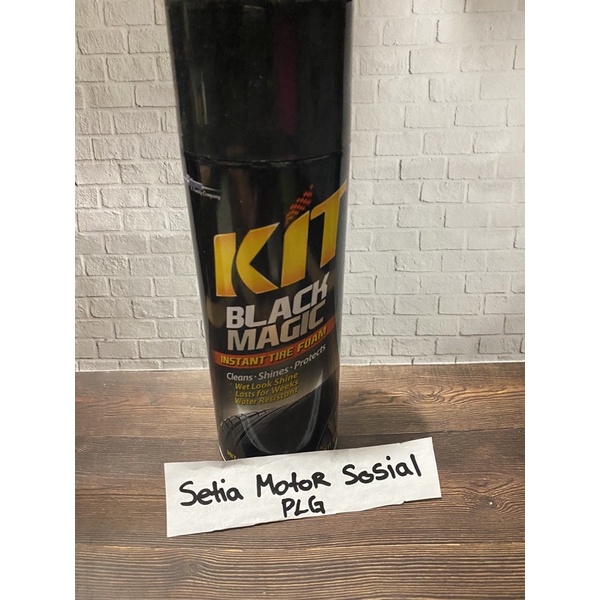 KIT
BLACK
MAGIC
INSTANT TIRE FOAM
Cleans · Shines · Protects
Wet Look Shine
Lasts for Weeks
Water Resistant
Setia Motor Sosial
PLG